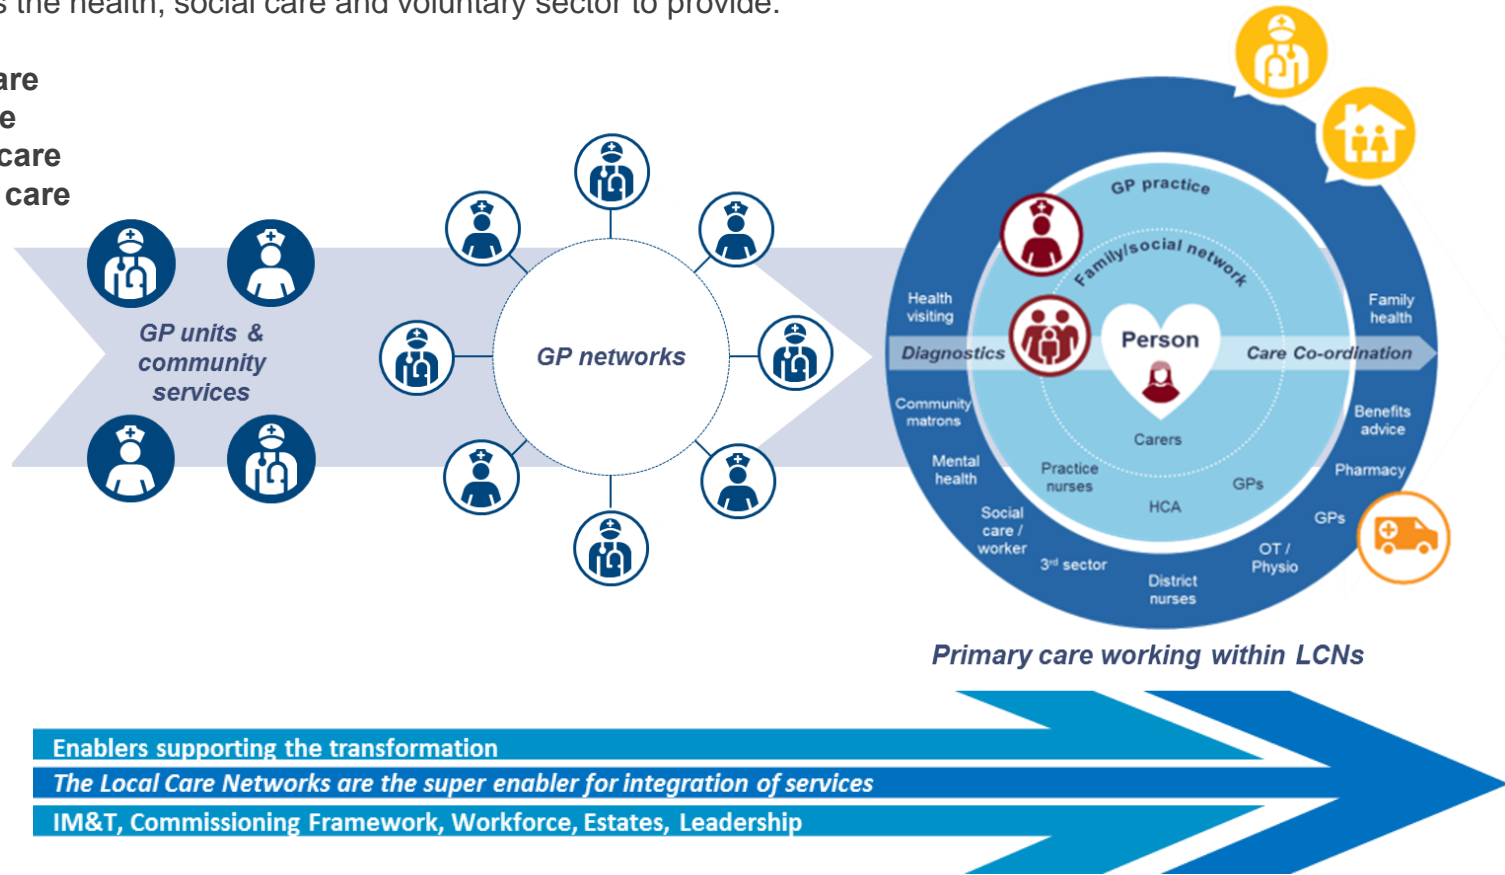 s the health, social care and voluntary sector to provide:
are
e
care
care
GP units &
community
services
GP networks
GP practice
Family/social network
Person
Health
visiting
Family
health
Diagnostics
Care Co-ordination
Community
matrons
Benefits
advice
Carers
Mental
health
Practice
nurses
Pharmacy
GPs
HCA
Social
care /
worker
GPs
3rd sector
OT /
Physio
District
nurses
Primary care working within LCNs
Enablers supporting the transformation
The Local Care Networks are the super enabler for integration of services
IM&T, Commissioning Framework, Workforce, Estates, Leadership